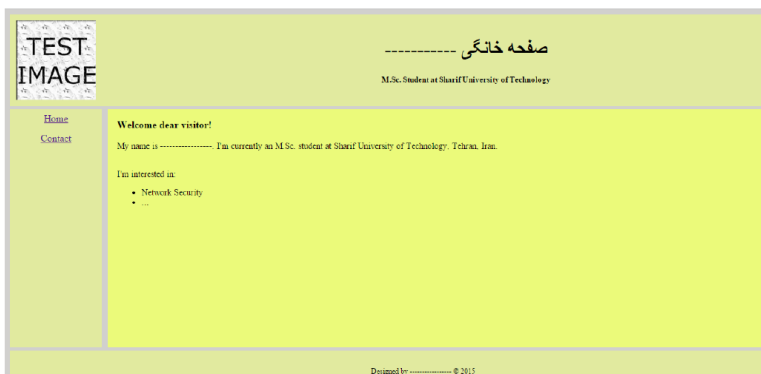 TEST
IMAGE
صفحه خانگی -----------
M.Sc. Student at Sharif University of Technology
Home
Contact
Welcome dear visitor!
My name is -----------------. I'm currently an M.Sc. student at Sharif University of Technology, Tehran, Iran.
I'm interested in:
• Network Security
• ...
Designed by ----------------- © 2015